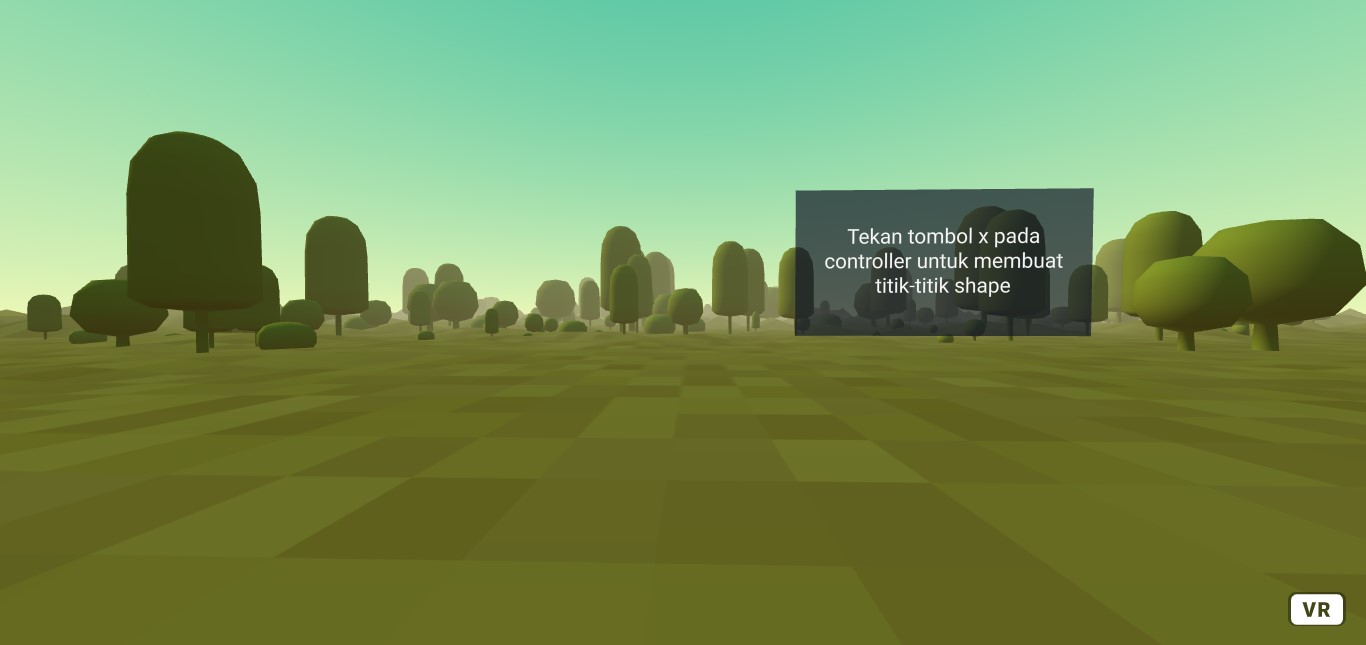 Tekan tombol x pada
controller untuk membuat
titik-titik shape
VR